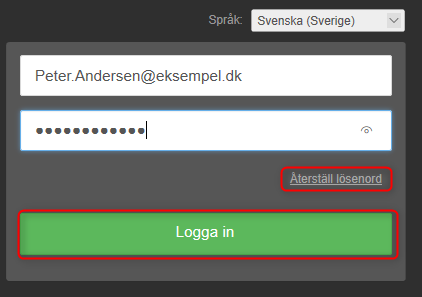 Språk: Svenska (Sverige)
Peter.Andersen@eksempel.dk
●●●●●●●●●●●●
Återställ lösenord
Logga in